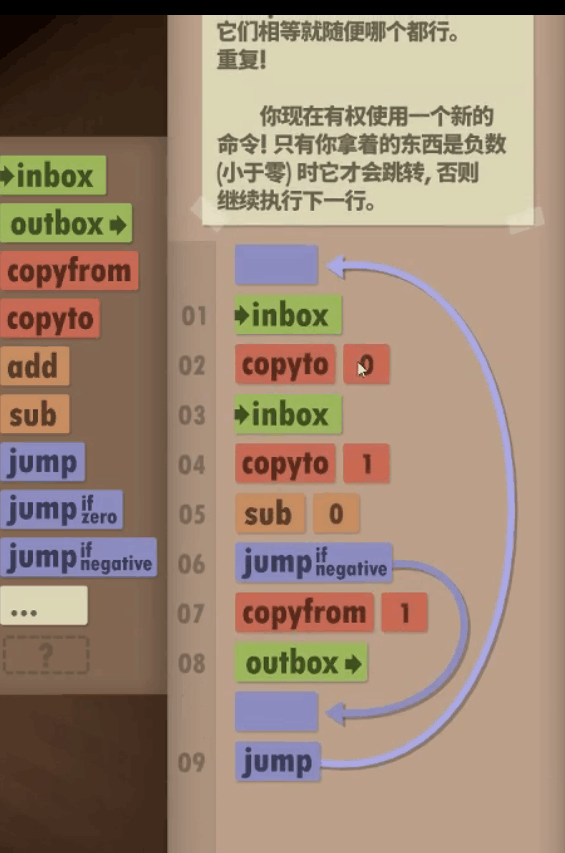 它们相等就随便哪个都行。
重复!
你现在有权使用一个新的
命令! 只有你拿着的东西是负数
(小于零) 时它才会跳转, 否则
继续执行下一行。
inbox
outbox
copyfrom
copyto
add
sub
jump
jump if zero
jump if negative
...
?
01 inbox
02 copyto 0
03 inbox
04 copyto 1
05 sub 0
06 jump if negative
07 copyfrom 1
08 outbox
09 jump